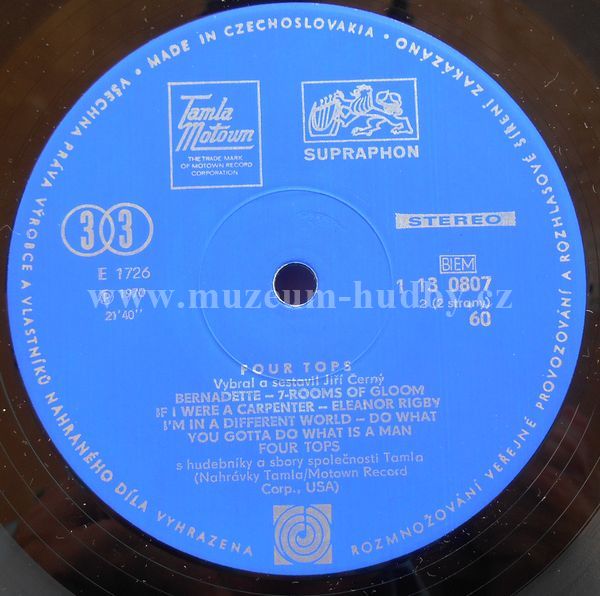 VŠECHNA PRÁVA VÝROBCE A VLASTNÍKŮ NAHRANÉHO DÍLA VYHRAZENA
• MADE IN CZECHOSLOVAKIA •
ROZMNOŽOVÁNÍ VEŘEJNÉ PROVOZOVÁNÍ A ROZHLASOVÉ ŠÍŘENÍ ZAKÁZÁNO
Tamla
Motown
THE TRADE MARK
OF MOTOWN RECORD
CORPORATION
SUPRAPHON
33
STEREO
E 1726
℗ 1970
21'40''
BIEM
1 13 0807
2 (2 strany)
60
www.muzeum-hudby.cz
FOUR TOPS
Vybral a sestavil Jiří Černý
BERNADETTE – 7-ROOMS OF GLOOM
IF I WERE A CARPENTER – ELEANOR RIGBY
I'M IN A DIFFERENT WORLD – DO WHAT
YOU GOTTA DO WHAT IS A MAN
FOUR TOPS
s hudebníky a sbory společnosti Tamla
(Nahrávky Tamla/Motown Record
Corp., USA)